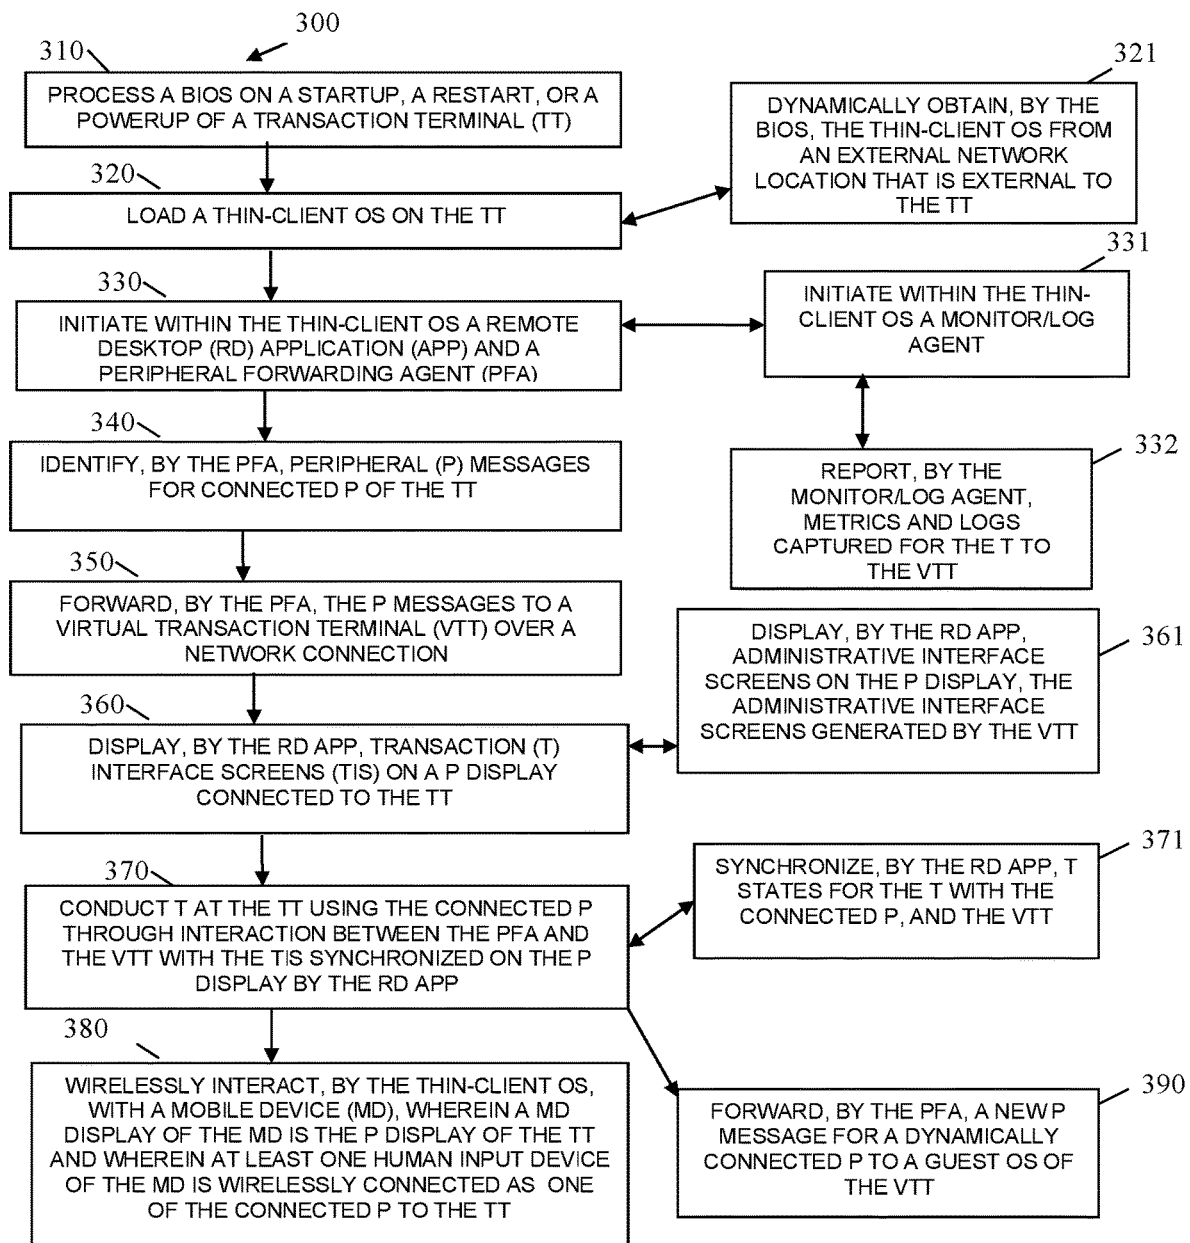 300
310
PROCESS A BIOS ON A STARTUP, A RESTART, OR A
POWERUP OF A TRANSACTION TERMINAL (TT)
320
LOAD A THIN-CLIENT OS ON THE TT
321
DYNAMICALLY OBTAIN, BY THE
BIOS, THE THIN-CLIENT OS FROM
AN EXTERNAL NETWORK
LOCATION THAT IS EXTERNAL TO
THE TT
330
INITIATE WITHIN THE THIN-CLIENT OS A REMOTE
DESKTOP (RD) APPLICATION (APP) AND A
PERIPHERAL FORWARDING AGENT (PFA)
331
INITIATE WITHIN THE THIN-
CLIENT OS A MONITOR/LOG
AGENT
332
REPORT, BY THE
MONITOR/LOG AGENT,
METRICS AND LOGS
CAPTURED FOR THE T TO
THE VTT
340
IDENTIFY, BY THE PFA, PERIPHERAL (P) MESSAGES
FOR CONNECTED P OF THE TT
350
FORWARD, BY THE PFA, THE P MESSAGES TO A
VIRTUAL TRANSACTION TERMINAL (VTT) OVER A
NETWORK CONNECTION
360
DISPLAY, BY THE RD APP, TRANSACTION (T)
INTERFACE SCREENS (TIS) ON A P DISPLAY
CONNECTED TO THE TT
361
DISPLAY, BY THE RD APP,
ADMINISTRATIVE INTERFACE
SCREENS ON THE P DISPLAY, THE
ADMINISTRATIVE INTERFACE
SCREENS GENERATED BY THE VTT
370
CONDUCT T AT THE TT USING THE CONNECTED P
THROUGH INTERACTION BETWEEN THE PFA AND
THE VTT WITH THE TIS SYNCHRONIZED ON THE P
DISPLAY BY THE RD APP
371
SYNCHRONIZE, BY THE RD APP, T
STATES FOR THE T WITH THE
CONNECTED P, AND THE VTT
380
WIRELESSLY INTERACT, BY THE THIN-CLIENT OS,
WITH A MOBILE DEVICE (MD), WHEREIN A MD
DISPLAY OF THE MD IS THE P DISPLAY OF THE TT
AND WHEREIN AT LEAST ONE HUMAN INPUT DEVICE
OF THE MD IS WIRELESSLY CONNECTED AS ONE
OF THE CONNECTED P TO THE TT
390
FORWARD, BY THE PFA, A NEW P
MESSAGE FOR A DYNAMICALLY
CONNECTED P TO A GUEST OS OF
THE VTT